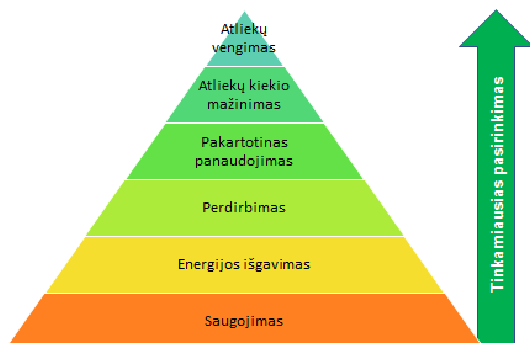 Atliekų
vengimas
Atliekų kiekio
mažinimas
Pakartotinas
panaudojimas
Perdirbimas
Energijos išgavimas
Saugojimas
Tinkamiausias pasirinkimas